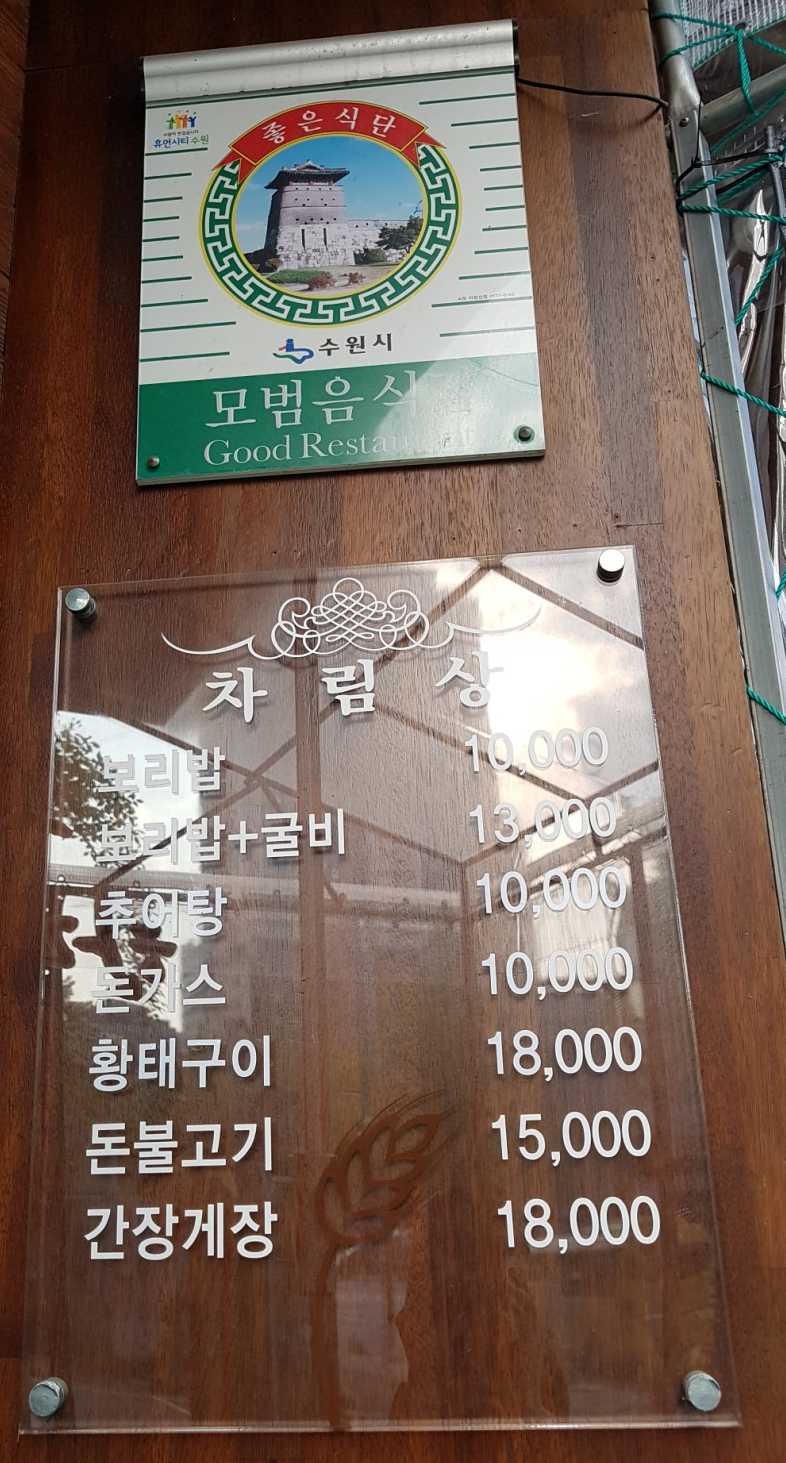 휴먼시티 수원
좋은식단
수원시
모범음식
Good Restaurant
차림상
보리밥 10,000
보리밥+굴비 13,000
추어탕 10,000
돈가스 10,000
황태구이 18,000
돈불고기 15,000
간장게장 18,000